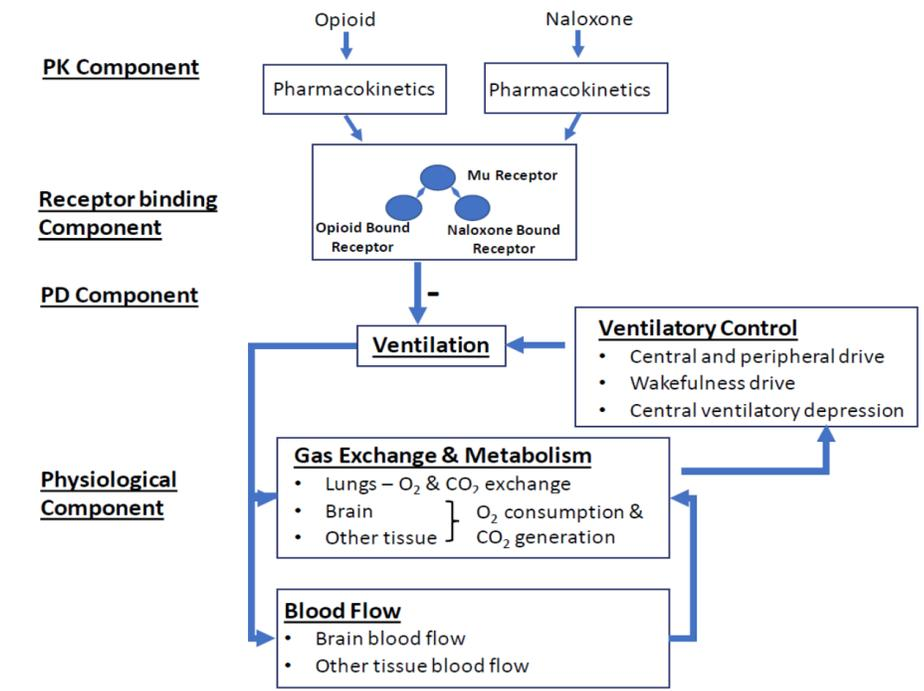 Opioid
Naloxone
PK Component
Pharmacokinetics
Pharmacokinetics
Mu Receptor
Receptor binding
Component
Opioid Bound
Receptor
Naloxone Bound
Receptor
PD Component
-
Ventilation
Ventilatory Control
• Central and peripheral drive
• Wakefulness drive
• Central ventilatory depression
Physiological
Component
Gas Exchange & Metabolism
• Lungs – O₂ & CO₂ exchange
• Brain
• Other tissue
O₂ consumption &
CO₂ generation
Blood Flow
• Brain blood flow
• Other tissue blood flow